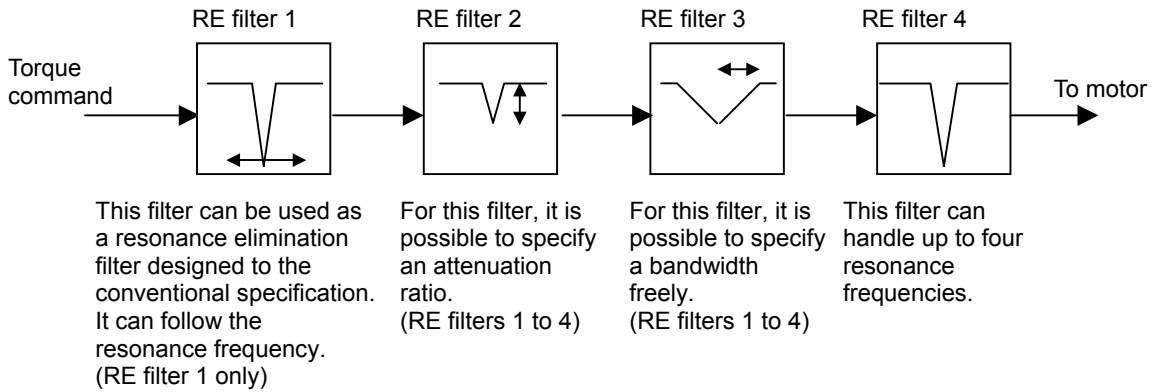 RE filter 1
RE filter 2
RE filter 3
RE filter 4
Torque
command
To motor
This filter can be used as
a resonance elimination
filter designed to the
conventional specification.
It can follow the
resonance frequency.
(RE filter 1 only)
For this filter, it is
possible to specify
an attenuation
ratio.
(RE filters 1 to 4)
For this filter, it is
possible to specify
a bandwidth
freely.
(RE filters 1 to 4)
This filter can
handle up to four
resonance
frequencies.